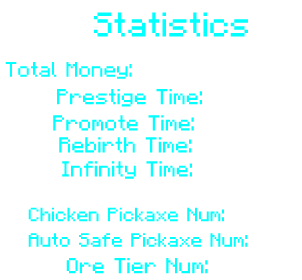 Statistics
Total Money:
Prestige Time:
Promote Time:
Rebirth Time:
Infinity Time:
Chicken Pickaxe Num:
Auto Safe Pickaxe Num:
Ore Tier Num: